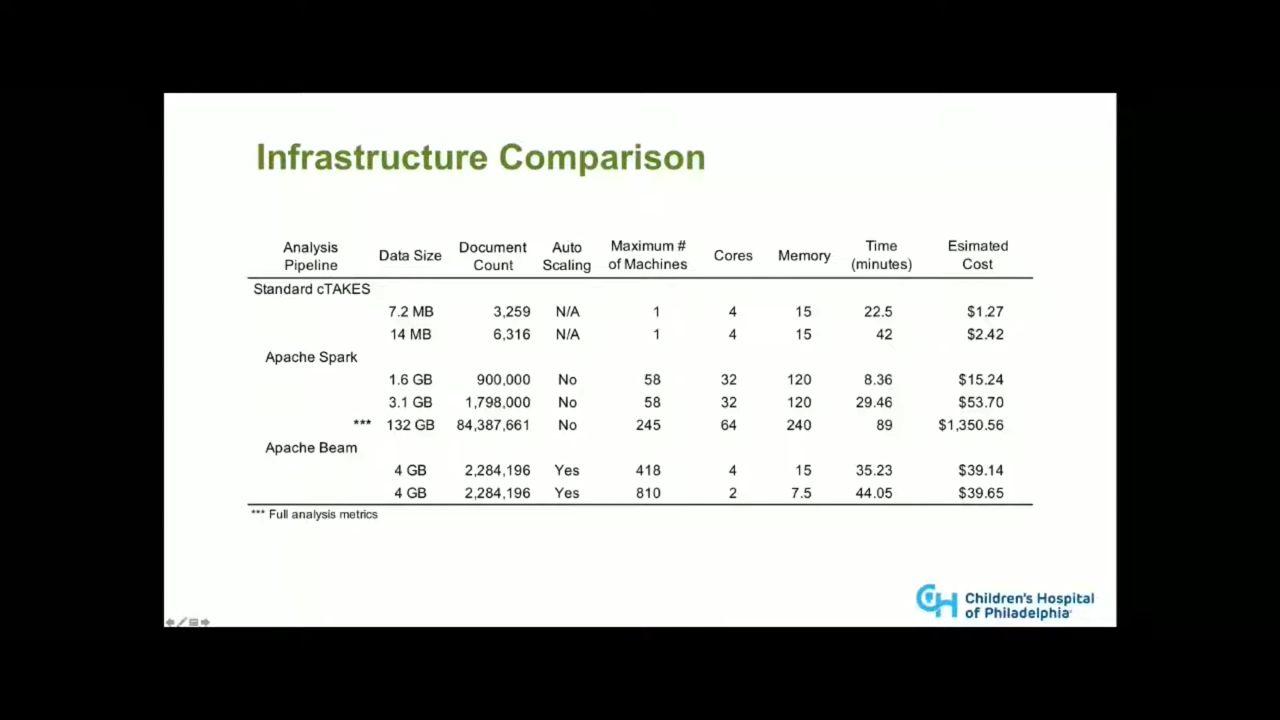 Infrastructure Comparison
Analysis Pipeline Data Size Document Count Auto Scaling Maximum # of Machines Cores Memory Time (minutes) Esimated Cost
Standard cTAKES
7.2 MB 3,259 N/A 1 4 15 22.5 $1.27
14 MB 6,316 N/A 1 4 15 42 $2.42
Apache Spark
1.6 GB 900,000 No 58 32 120 8.36 $15.24
3.1 GB 1,798,000 No 58 32 120 29.46 $53.70
*** 132 GB 84,387,661 No 245 64 240 89 $1,350.56
Apache Beam
4 GB 2,284,196 Yes 418 4 15 35.23 $39.14
4 GB 2,284,196 Yes 810 2 7.5 44.05 $39.65
*** Full analysis metrics
CH Children's Hospital
of Philadelphia